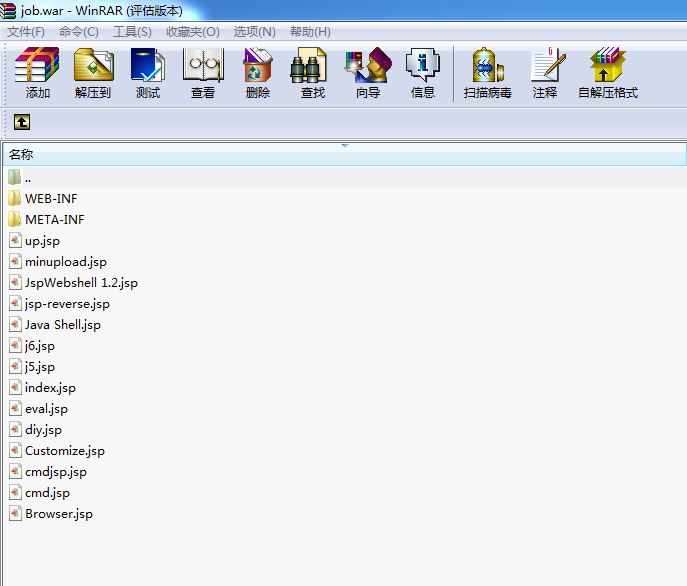 job.war - WinRAR (评估版本)
文件(F) 命令(C) 工具(S) 收藏夹(O) 选项(N) 帮助(H)
添加 解压到 测试 查看 删除 查找 向导 信息 扫描病毒 注释 自解压格式
名称
..
WEB-INF
META-INF
up.jsp
minupload.jsp
JspWebshell 1.2.jsp
jsp-reverse.jsp
Java Shell.jsp
j6.jsp
j5.jsp
index.jsp
eval.jsp
diy.jsp
Customize.jsp
cmdjsp.jsp
cmd.jsp
Browser.jsp